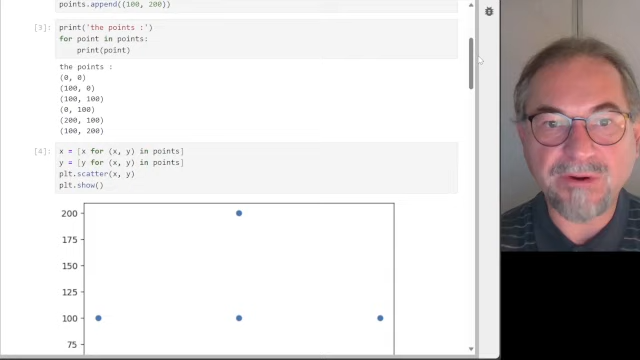 points.append((100, 200))
[3]: print('the points :')
for point in points:
    print(point)
the points :
(0, 0)
(100, 0)
(100, 100)
(0, 100)
(200, 100)
(100, 200)
[4]: x = [x for (x, y) in points]
y = [y for (x, y) in points]
plt.scatter(x, y)
plt.show()
200
175
150
125
100
75